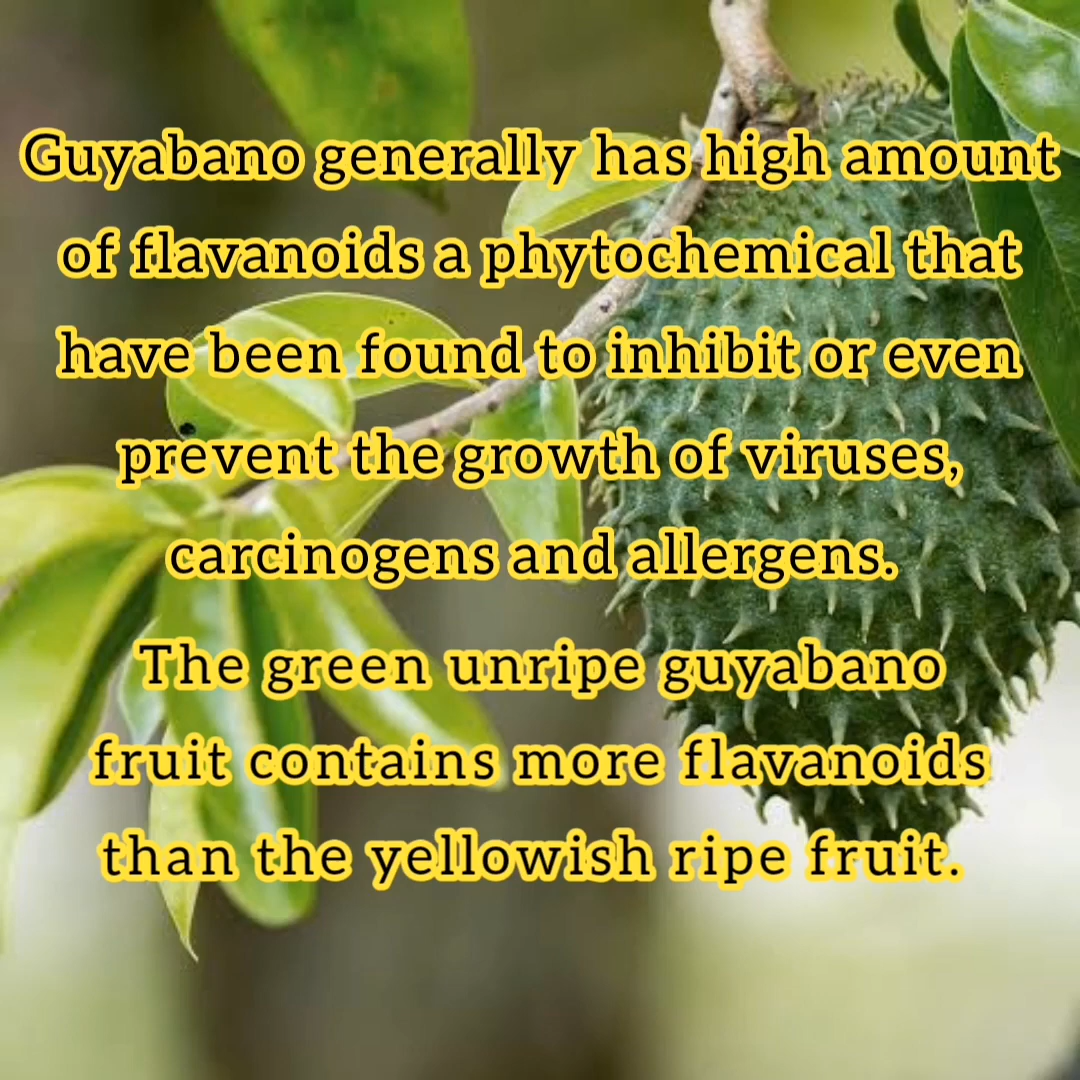 Guyabano generally has high amount
of flavanoids a phytochemical that
have been found to inhibit or even
prevent the growth of viruses,
carcinogens and allergens.
The green unripe guyabano
fruit contains more flavanoids
than the yellowish ripe fruit.